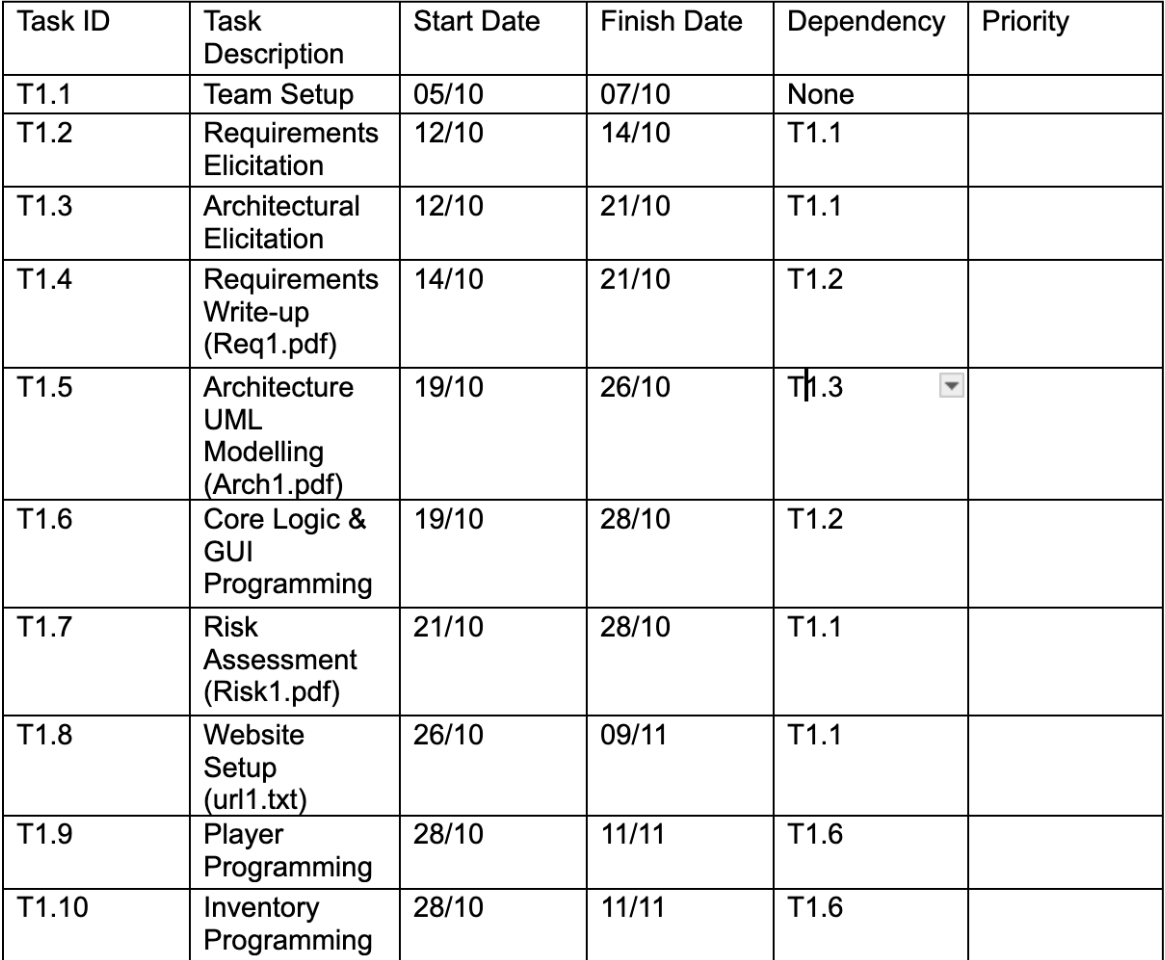 Task ID Task Description Start Date Finish Date Dependency Priority
T1.1 Team Setup 05/10 07/10 None
T1.2 Requirements Elicitation 12/10 14/10 T1.1
T1.3 Architectural Elicitation 12/10 21/10 T1.1
T1.4 Requirements Write-up (Req1.pdf) 14/10 21/10 T1.2
T1.5 Architecture UML Modelling (Arch1.pdf) 19/10 26/10 T1.3
T1.6 Core Logic & GUI Programming 19/10 28/10 T1.2
T1.7 Risk Assessment (Risk1.pdf) 21/10 28/10 T1.1
T1.8 Website Setup (url1.txt) 26/10 09/11 T1.1
T1.9 Player Programming 28/10 11/11 T1.6
T1.10 Inventory Programming 28/10 11/11 T1.6